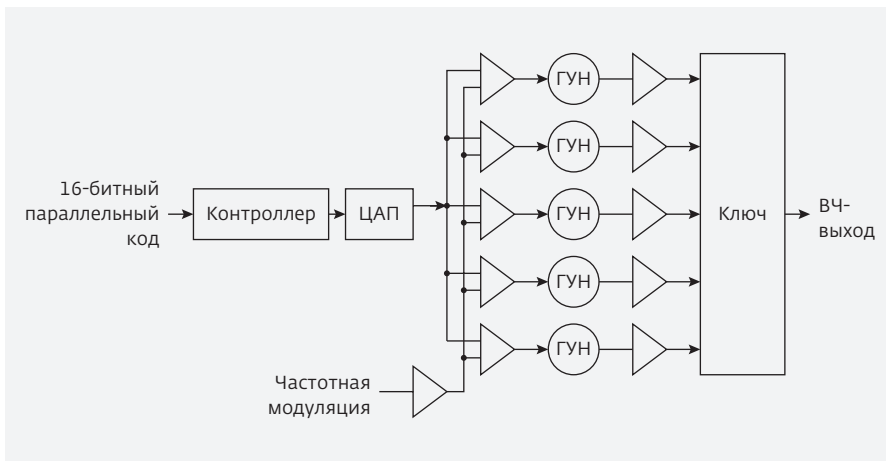 16-битный
параллельный
код
Контроллер
ЦАП
ГУН
ГУН
ГУН
ГУН
ГУН
Ключ
ВЧ-
выход
Частотная
модуляция